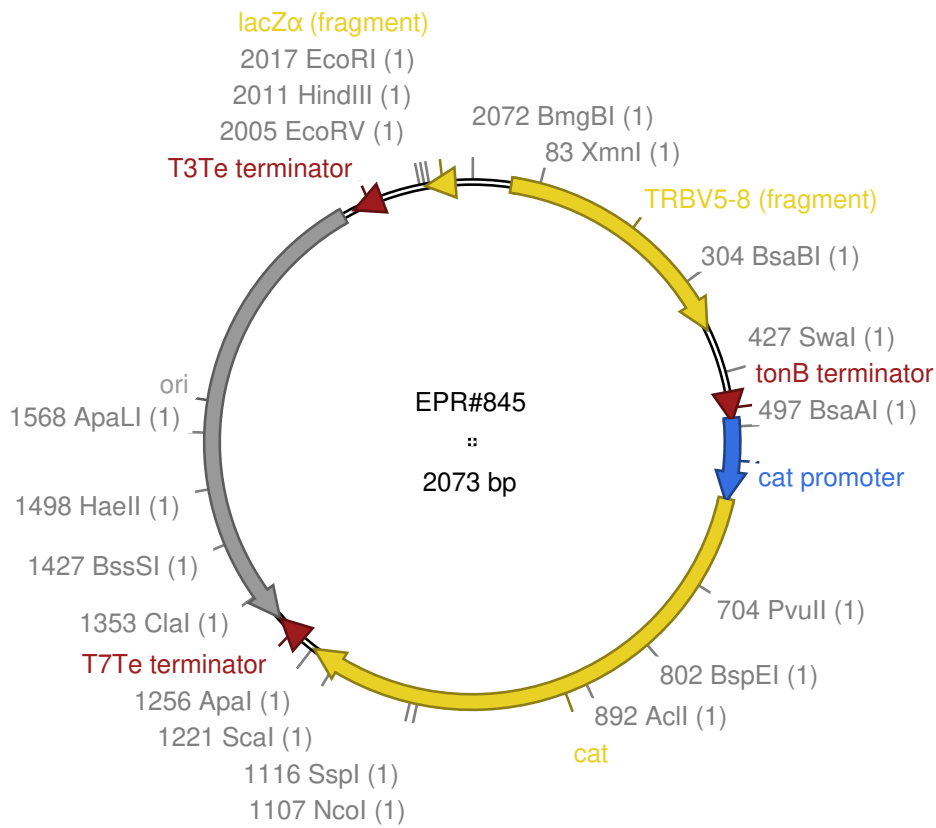 lacZα (fragment)
2017 EcoRI (1)
2011 HindIII (1)
2005 EcoRV (1)
T3Te terminator
2072 BmgBI (1)
83 XmnI (1)
TRBV5-8 (fragment)
304 BsaBI (1)
427 SwaI (1)
tonB terminator
497 BsaAI (1)
cat promoter
EPR#845
2073 bp
ori
1568 ApaLI (1)
1498 HaeII (1)
1427 BssSI (1)
1353 ClaI (1)
T7Te terminator
1256 ApaI (1)
1221 ScaI (1)
1116 SspI (1)
1107 NcoI (1)
704 PvuII (1)
802 BspEI (1)
892 AclI (1)
cat